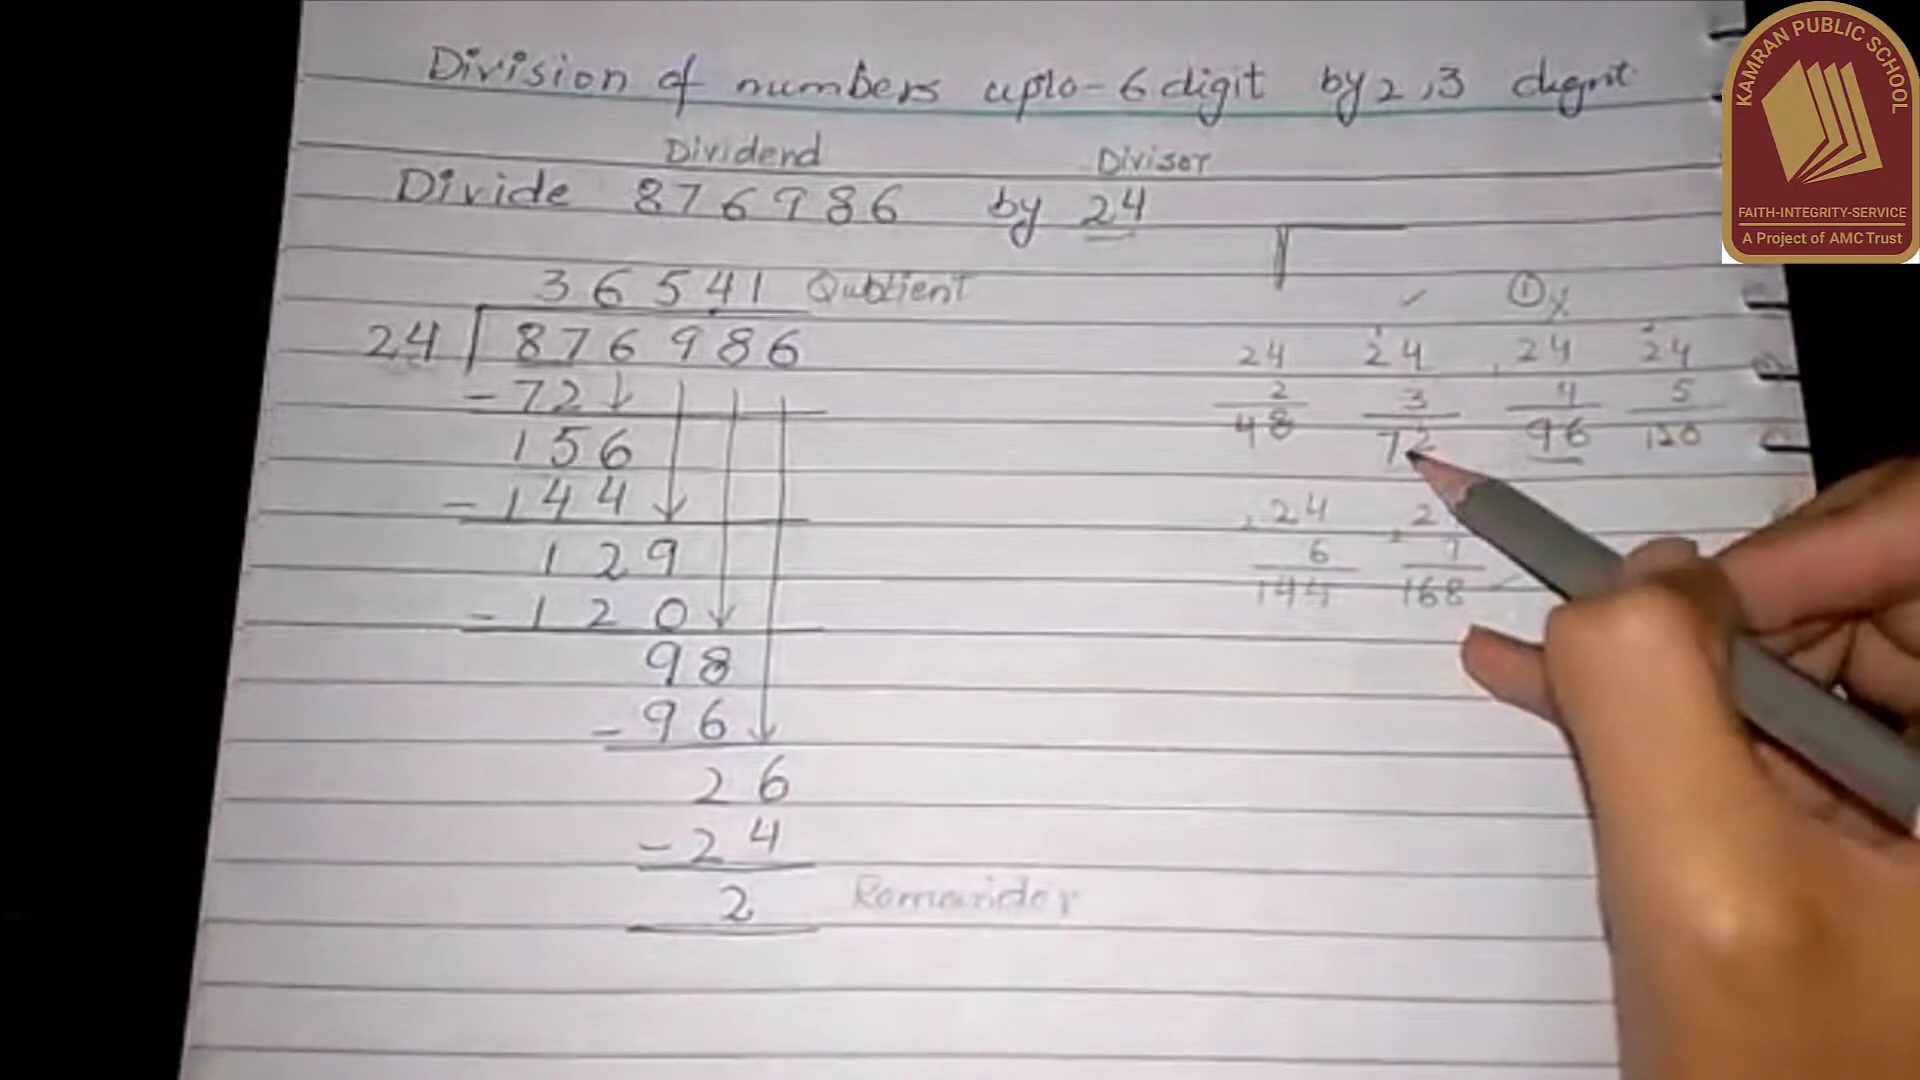 Division of numbers upto-6 digit by 2,3 digit
Dividend Divisor
Divide 876986 by 24
36541 Quotient
24 876986
-72
156
-144
129
-120
98
-96
26
-24
2 Remainder
① x
24 24 24 24
2 3 4 5
48 72 96 120
24 2
6 7
144 168
KAMRAN PUBLIC SCHOOL
FAITH-INTEGRITY-SERVICE
A Project of AMC Trust